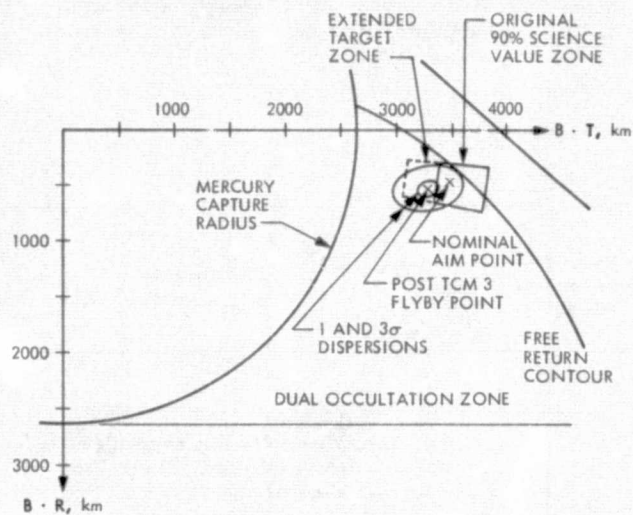 EXTENDED
TARGET
ZONE
ORIGINAL
90% SCIENCE
VALUE ZONE
1000
2000
3000
4000
B · T, km
MERCURY
CAPTURE
RADIUS
NOMINAL
AIM POINT
POST TCM 3
FLYBY POINT
1 AND 3σ
DISPERSIONS
FREE
RETURN
CONTOUR
DUAL OCCULTATION ZONE
1000
2000
3000
B · R, km